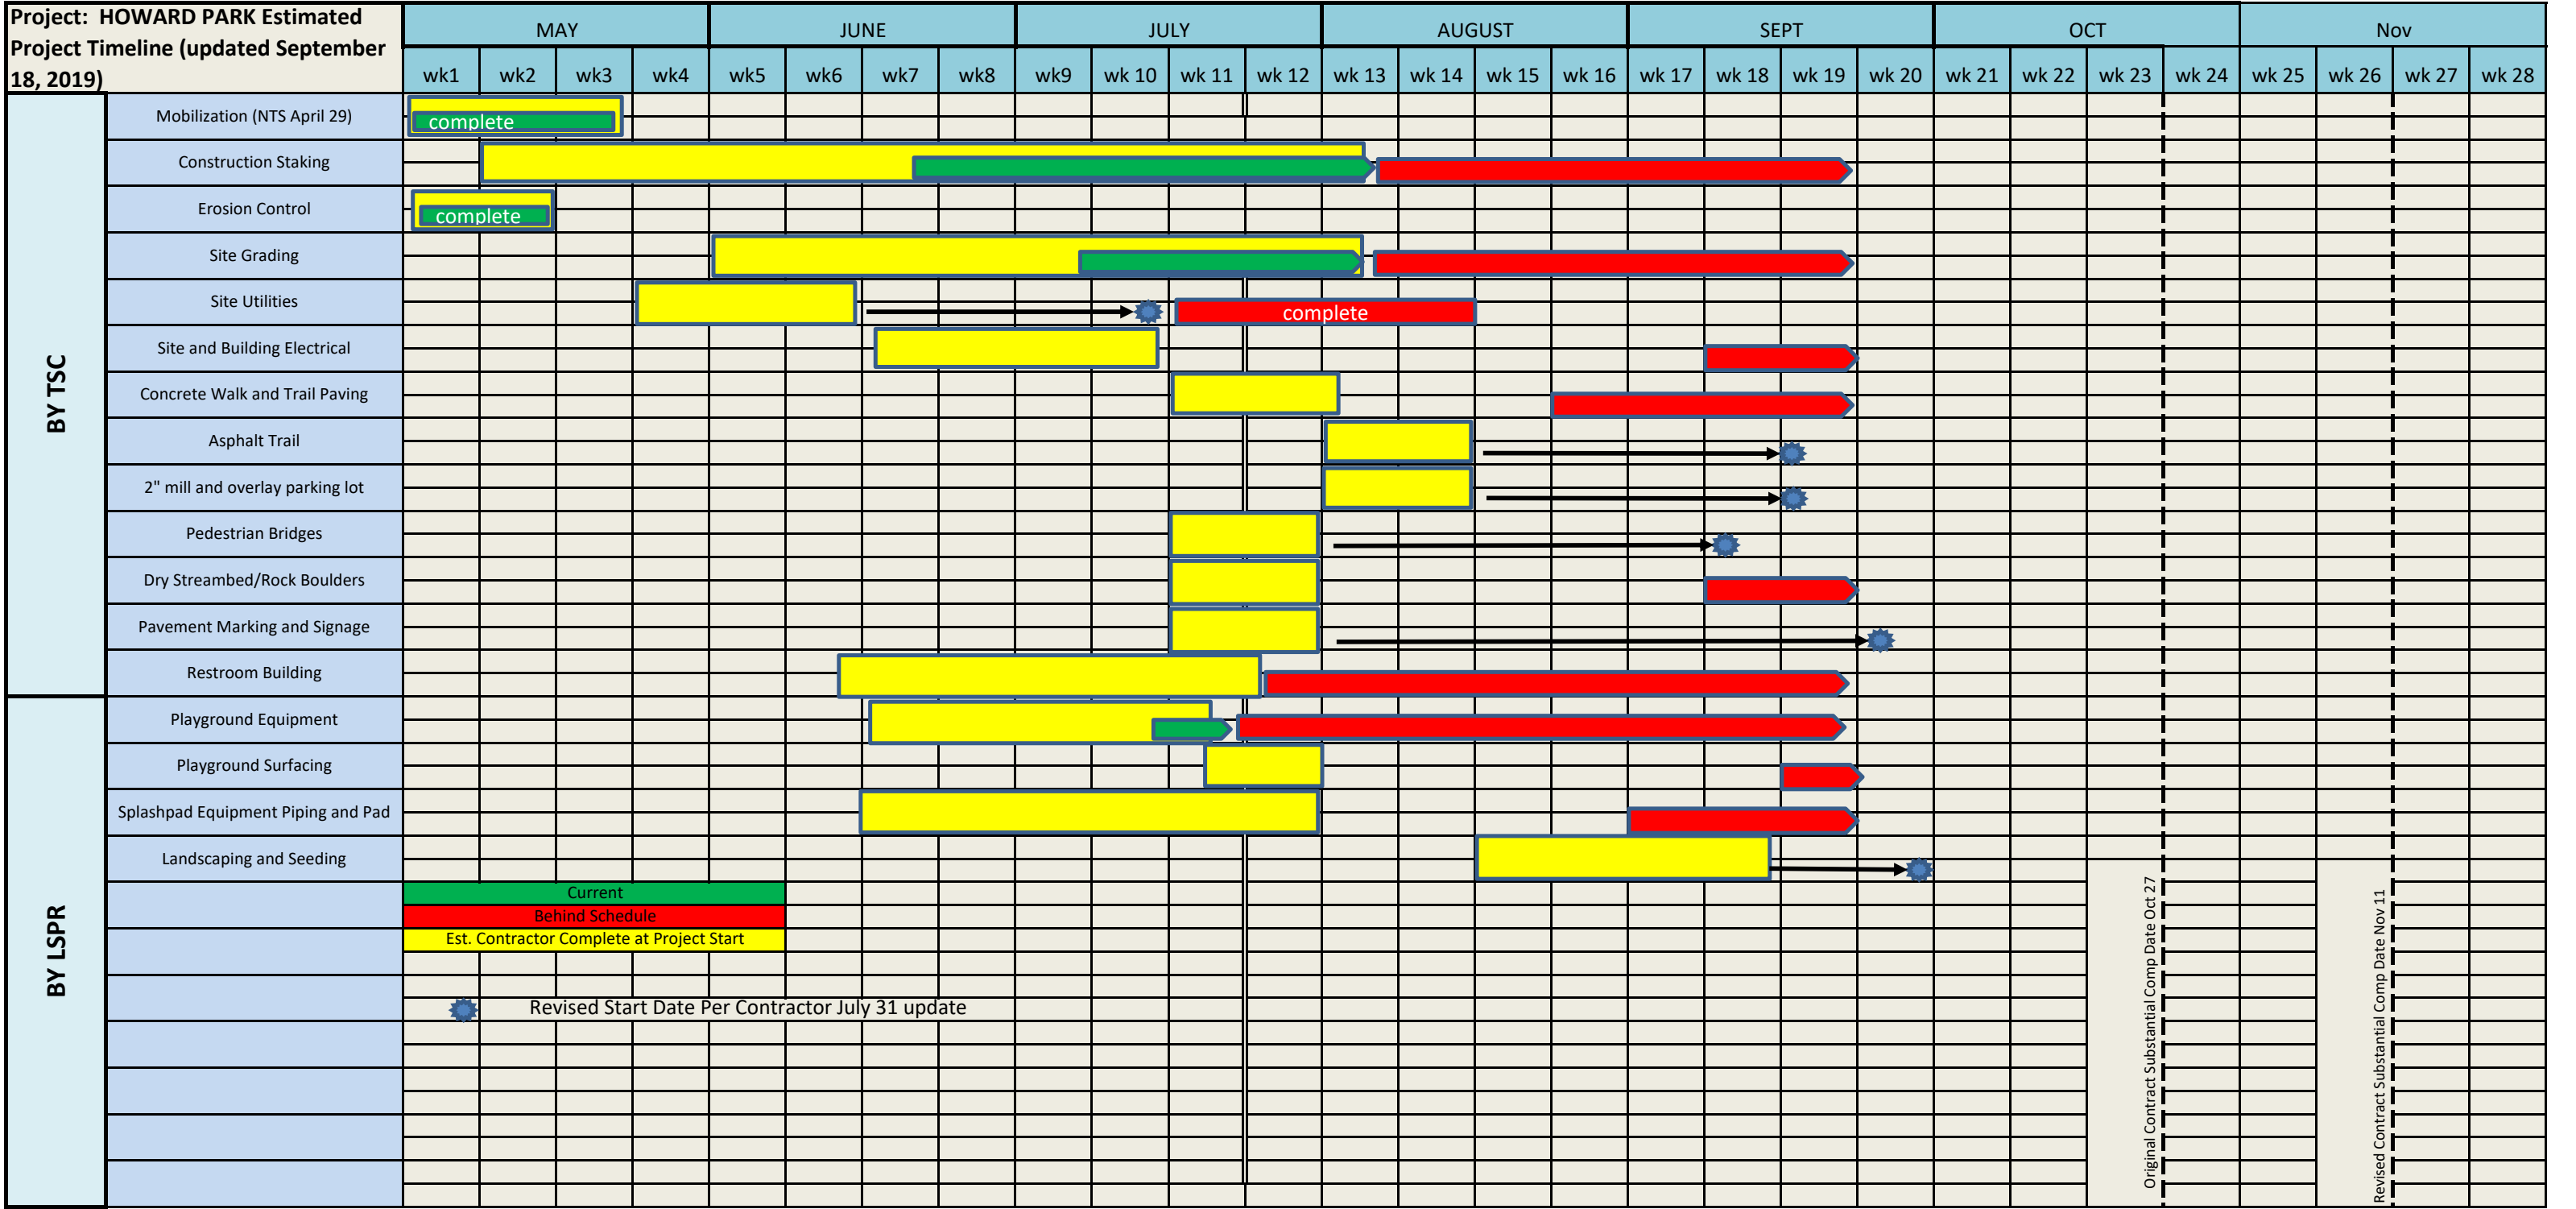 Project:  HOWARD PARK Estimated
Project Timeline (updated September
18, 2019)
MAY
JUNE
JULY
AUGUST
SEPT
OCT
Nov
wk1
wk2
wk3
wk4
wk5
wk6
wk7
wk8
wk9
wk 10
wk 11
wk 12
wk 13
wk 14
wk 15
wk 16
wk 17
wk 18
wk 19
wk 20
wk 21
wk 22
wk 23
wk 24
wk 25
wk 26
wk 27
wk 28
BY TSC
Mobilization (NTS April 29)
complete
Construction Staking
Erosion Control
complete
Site Grading
Site Utilities
complete
Site and Building Electrical
Concrete Walk and Trail Paving
Asphalt Trail
2" mill and overlay parking lot
Pedestrian Bridges
Dry Streambed/Rock Boulders
Pavement Marking and Signage
Restroom Building
BY LSPR
Playground Equipment
Playground Surfacing
Splashpad Equipment Piping and Pad
Landscaping and Seeding
Current
Behind Schedule
Est. Contractor Complete at Project Start
Revised Start Date Per Contractor July 31 update
Original Contract Substantial Comp Date Oct 27
Revised Contract Substantial Comp Date Nov 11